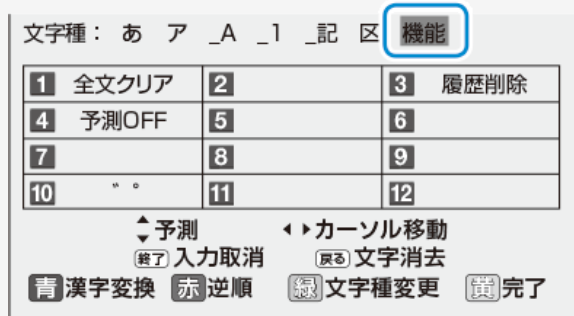 文字種： あ ア _A _1 _記 区 機能
1 全文クリア 2 3 履歴削除
4 予測OFF 5 6
7 8 9
10 ゛゜ 11 12
予測 カーソル移動
終了 入力取消 戻る 文字消去
青 漢字変換 赤 逆順 緑 文字種変更 黄 完了